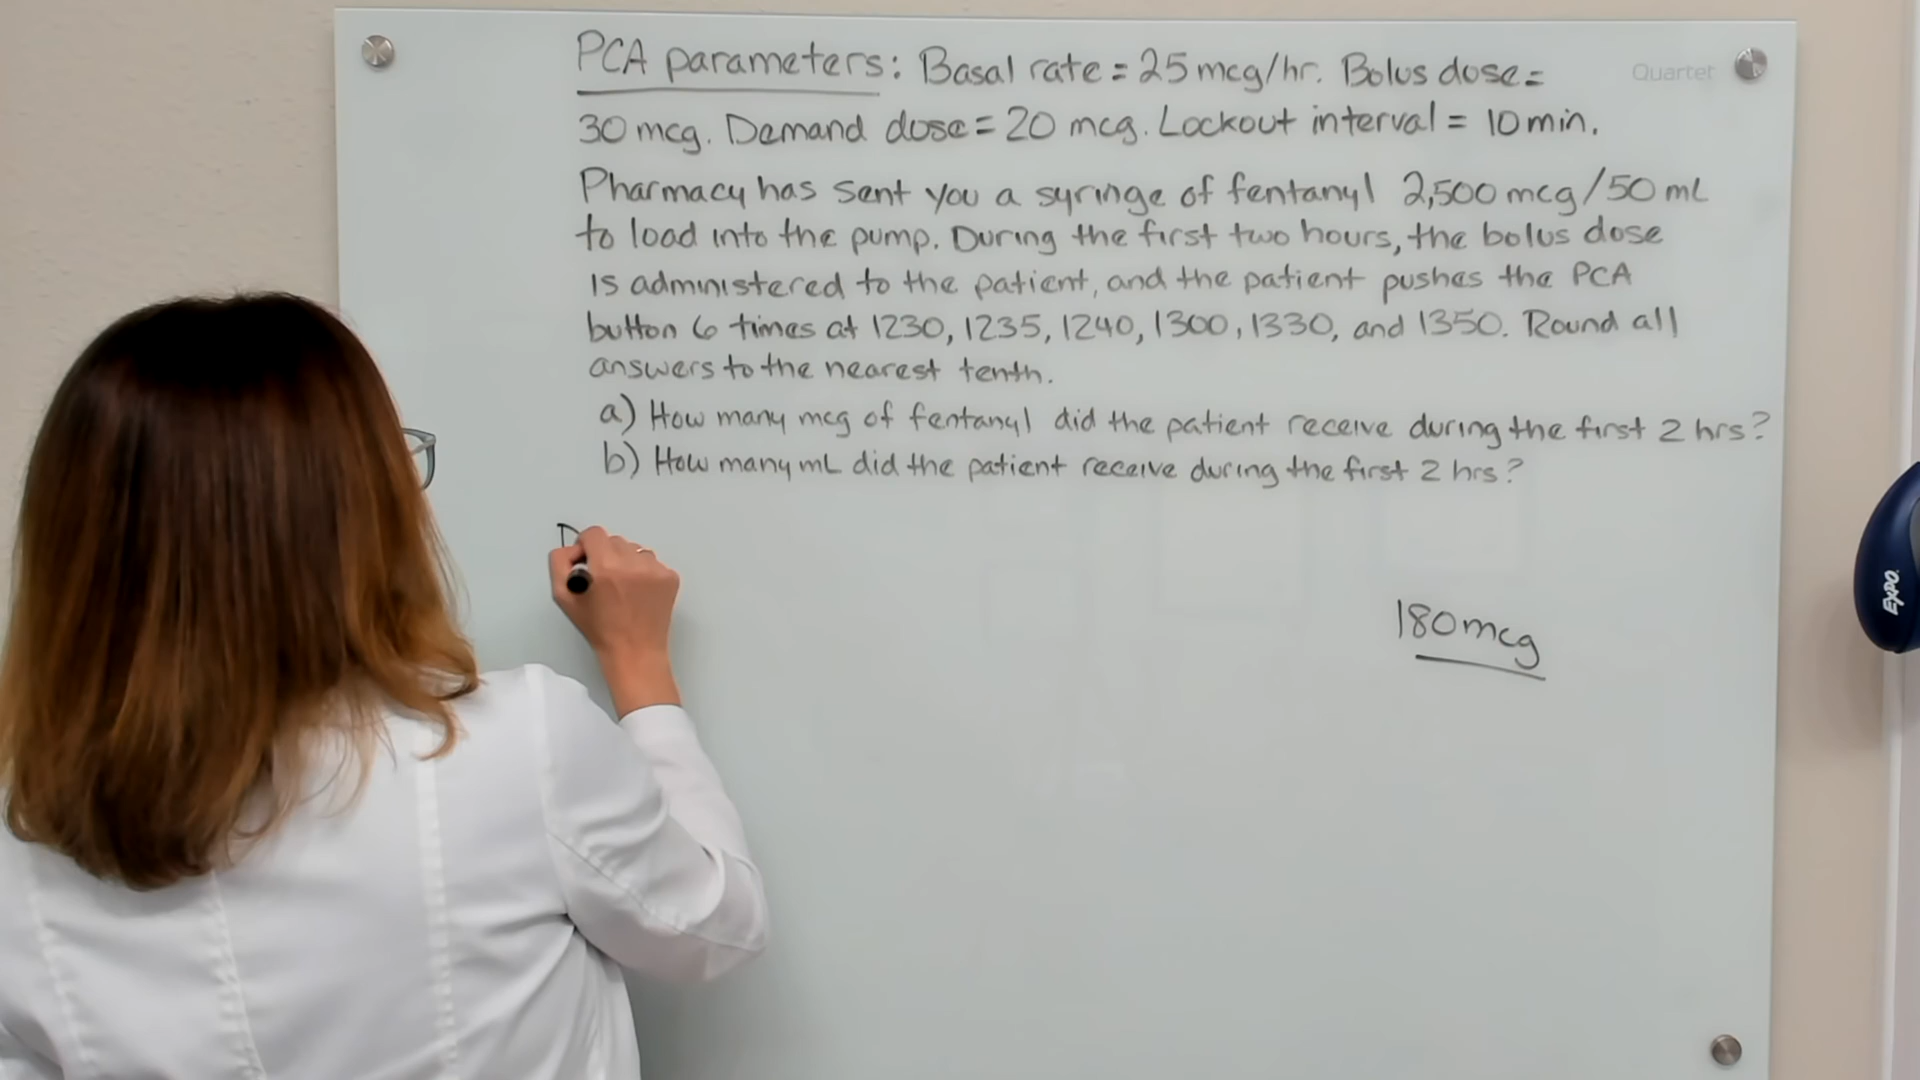 PCA parameters: Basal rate = 25 mcg/hr. Bolus dose =
Quartet
30 mcg. Demand dose = 20 mcg. Lockout interval = 10 min.
Pharmacy has sent you a syringe of fentanyl 2,500 mcg/50 mL
to load into the pump. During the first two hours, the bolus dose
is administered to the patient, and the patient pushes the PCA
button 6 times at 1230, 1235, 1240, 1300, 1330, and 1350. Round all
answers to the nearest tenth.
a) How many mcg of fentanyl did the patient receive during the first 2 hrs?
b) How many mL did the patient receive during the first 2 hrs?
180 mcg
EXPO